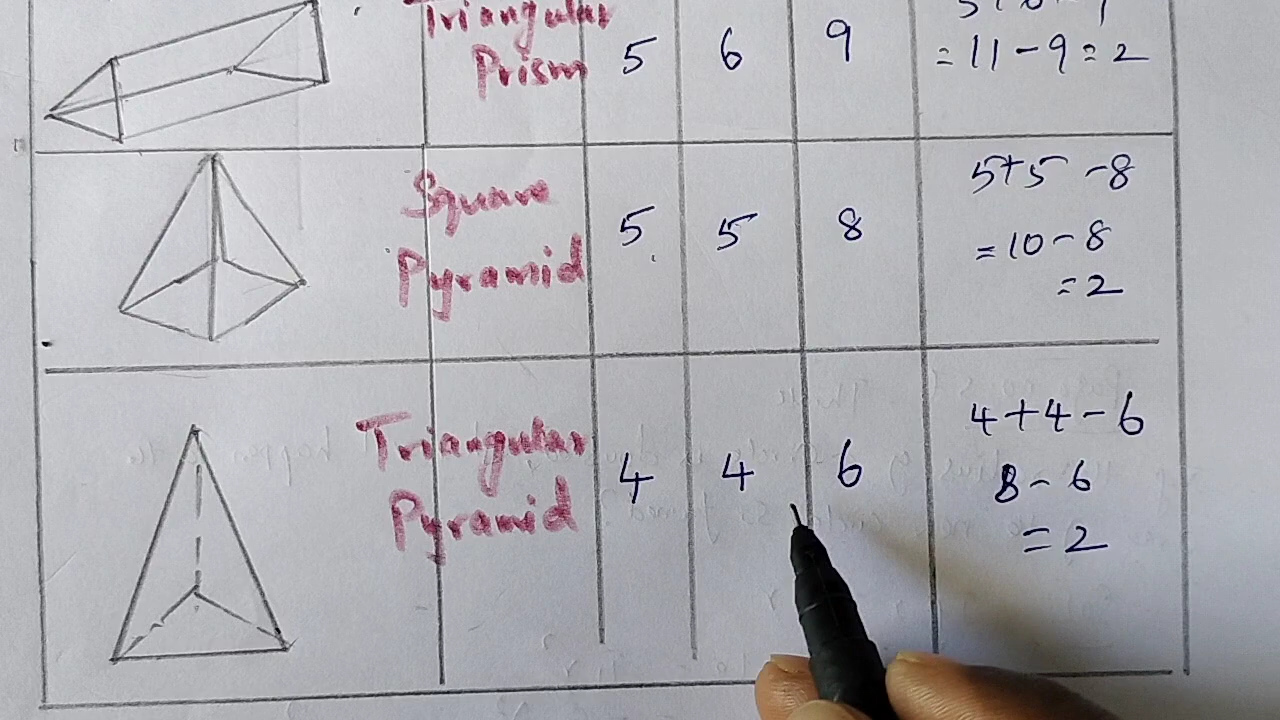 Triangular
Prism 5 6 9 = 11 - 9 = 2
Square
Pyramid 5 5 8 5+5 - 8
= 10 - 8
= 2
Triangular
Pyramid 4 4 6 4+4 - 6
8 - 6
= 2